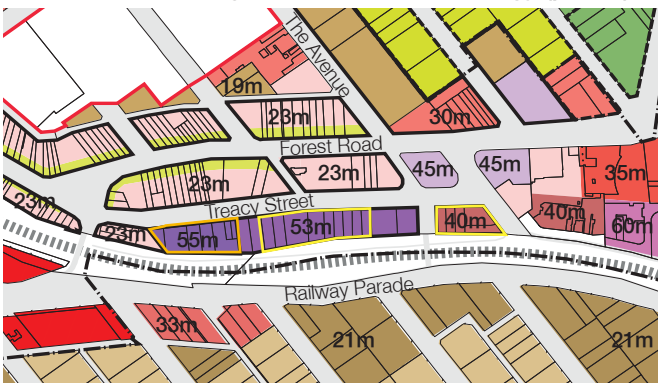 The Avenue
19m
23m
30m
Forest Road
23m
23m
45m
45m
35m
23m
Treacy Street
23m
55m
53m
40m
40m
60m
Railway Parade
33m
21m
21m